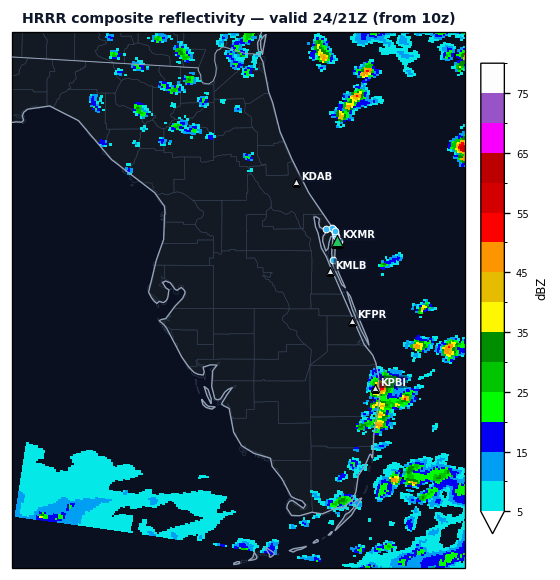 HRRR composite reflectivity — valid 24/21Z (from 10z)
KDAB
KXMR
KMLB
KFPR
KPBI
75
65
55
45
35
25
15
5
dBZ